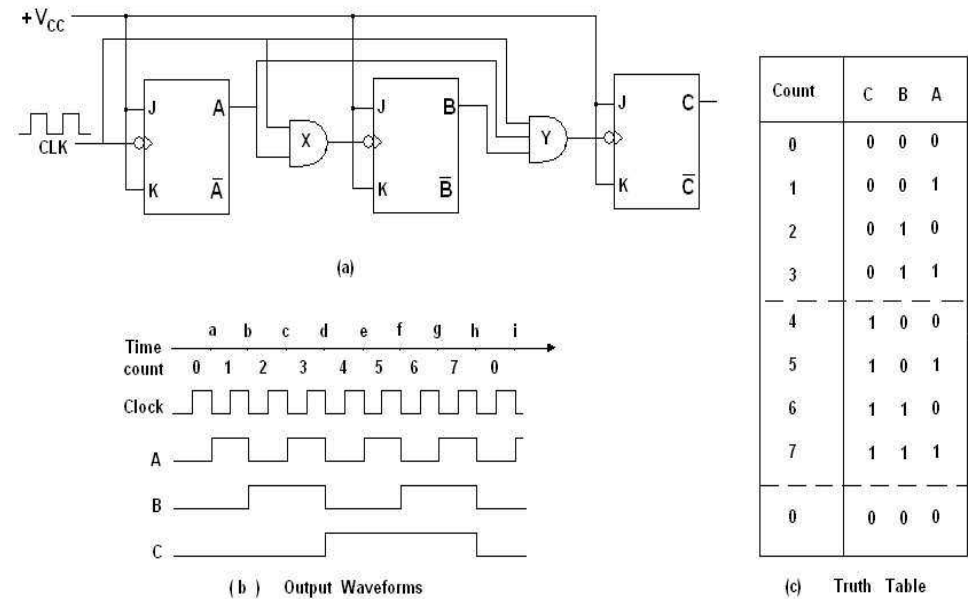 +V_CC
J A
CLK
K A̅
X
J B
K B̅
Y
J C
K C̅
(a)
a b c d e f g h i
Time
count 0 1 2 3 4 5 6 7 0
Clock
A
B
C
( b ) Output Waveforms
Count C B A
0 0 0 0
1 0 0 1
2 0 1 0
3 0 1 1
4 1 0 0
5 1 0 1
6 1 1 0
7 1 1 1
0 0 0 0
(c) Truth Table